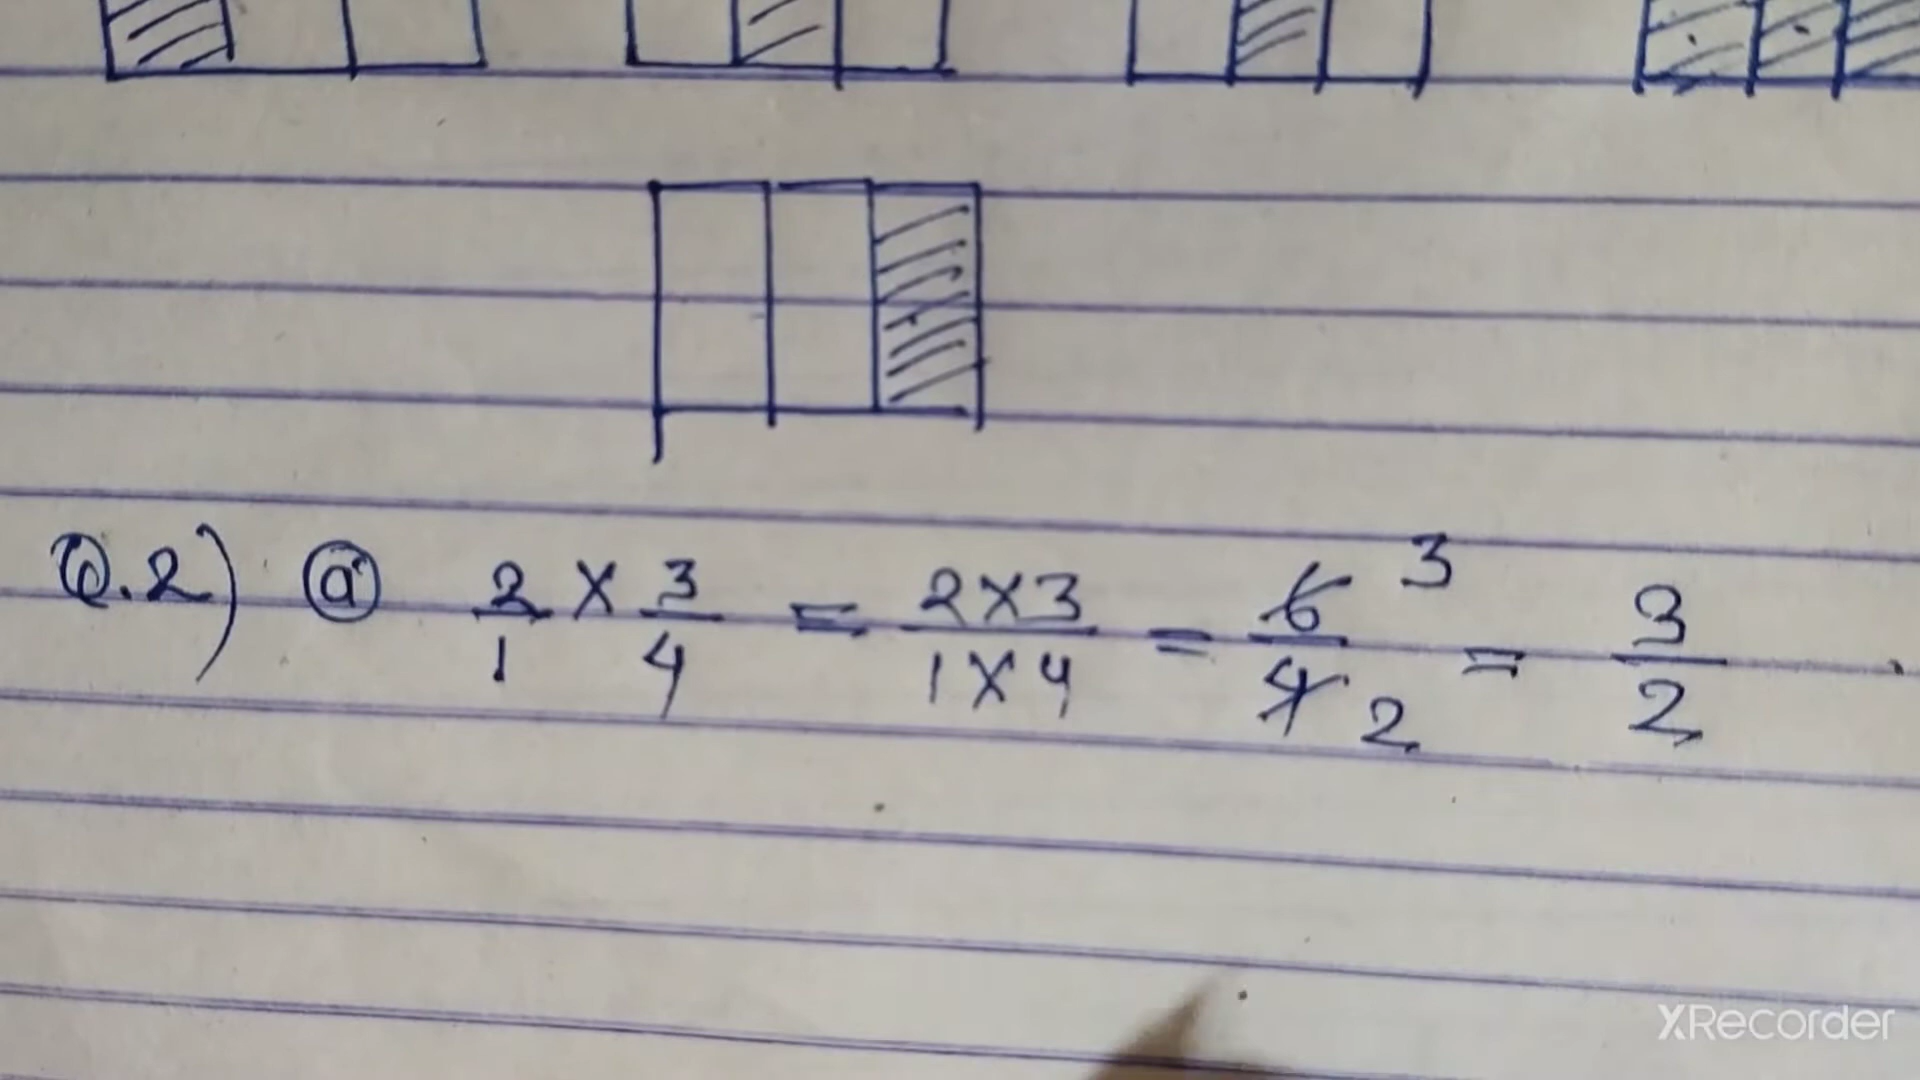 Q.2) ⓐ 2/1 × 3/4 = 2×3/1×4 = 6/4 3/2 = 3/2
XRecorder